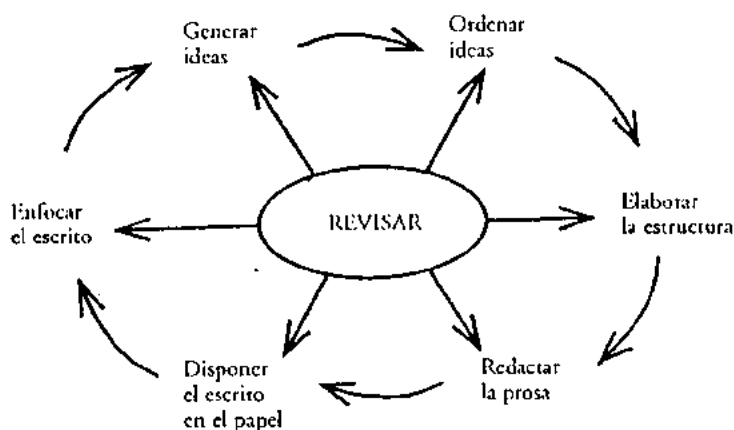 Generar
ideas
Ordenar
ideas
Enfocar
el escrito
REVISAR
Elaborar
la estructura
Disponer
el escrito
en el papel
Redactar
la prosa